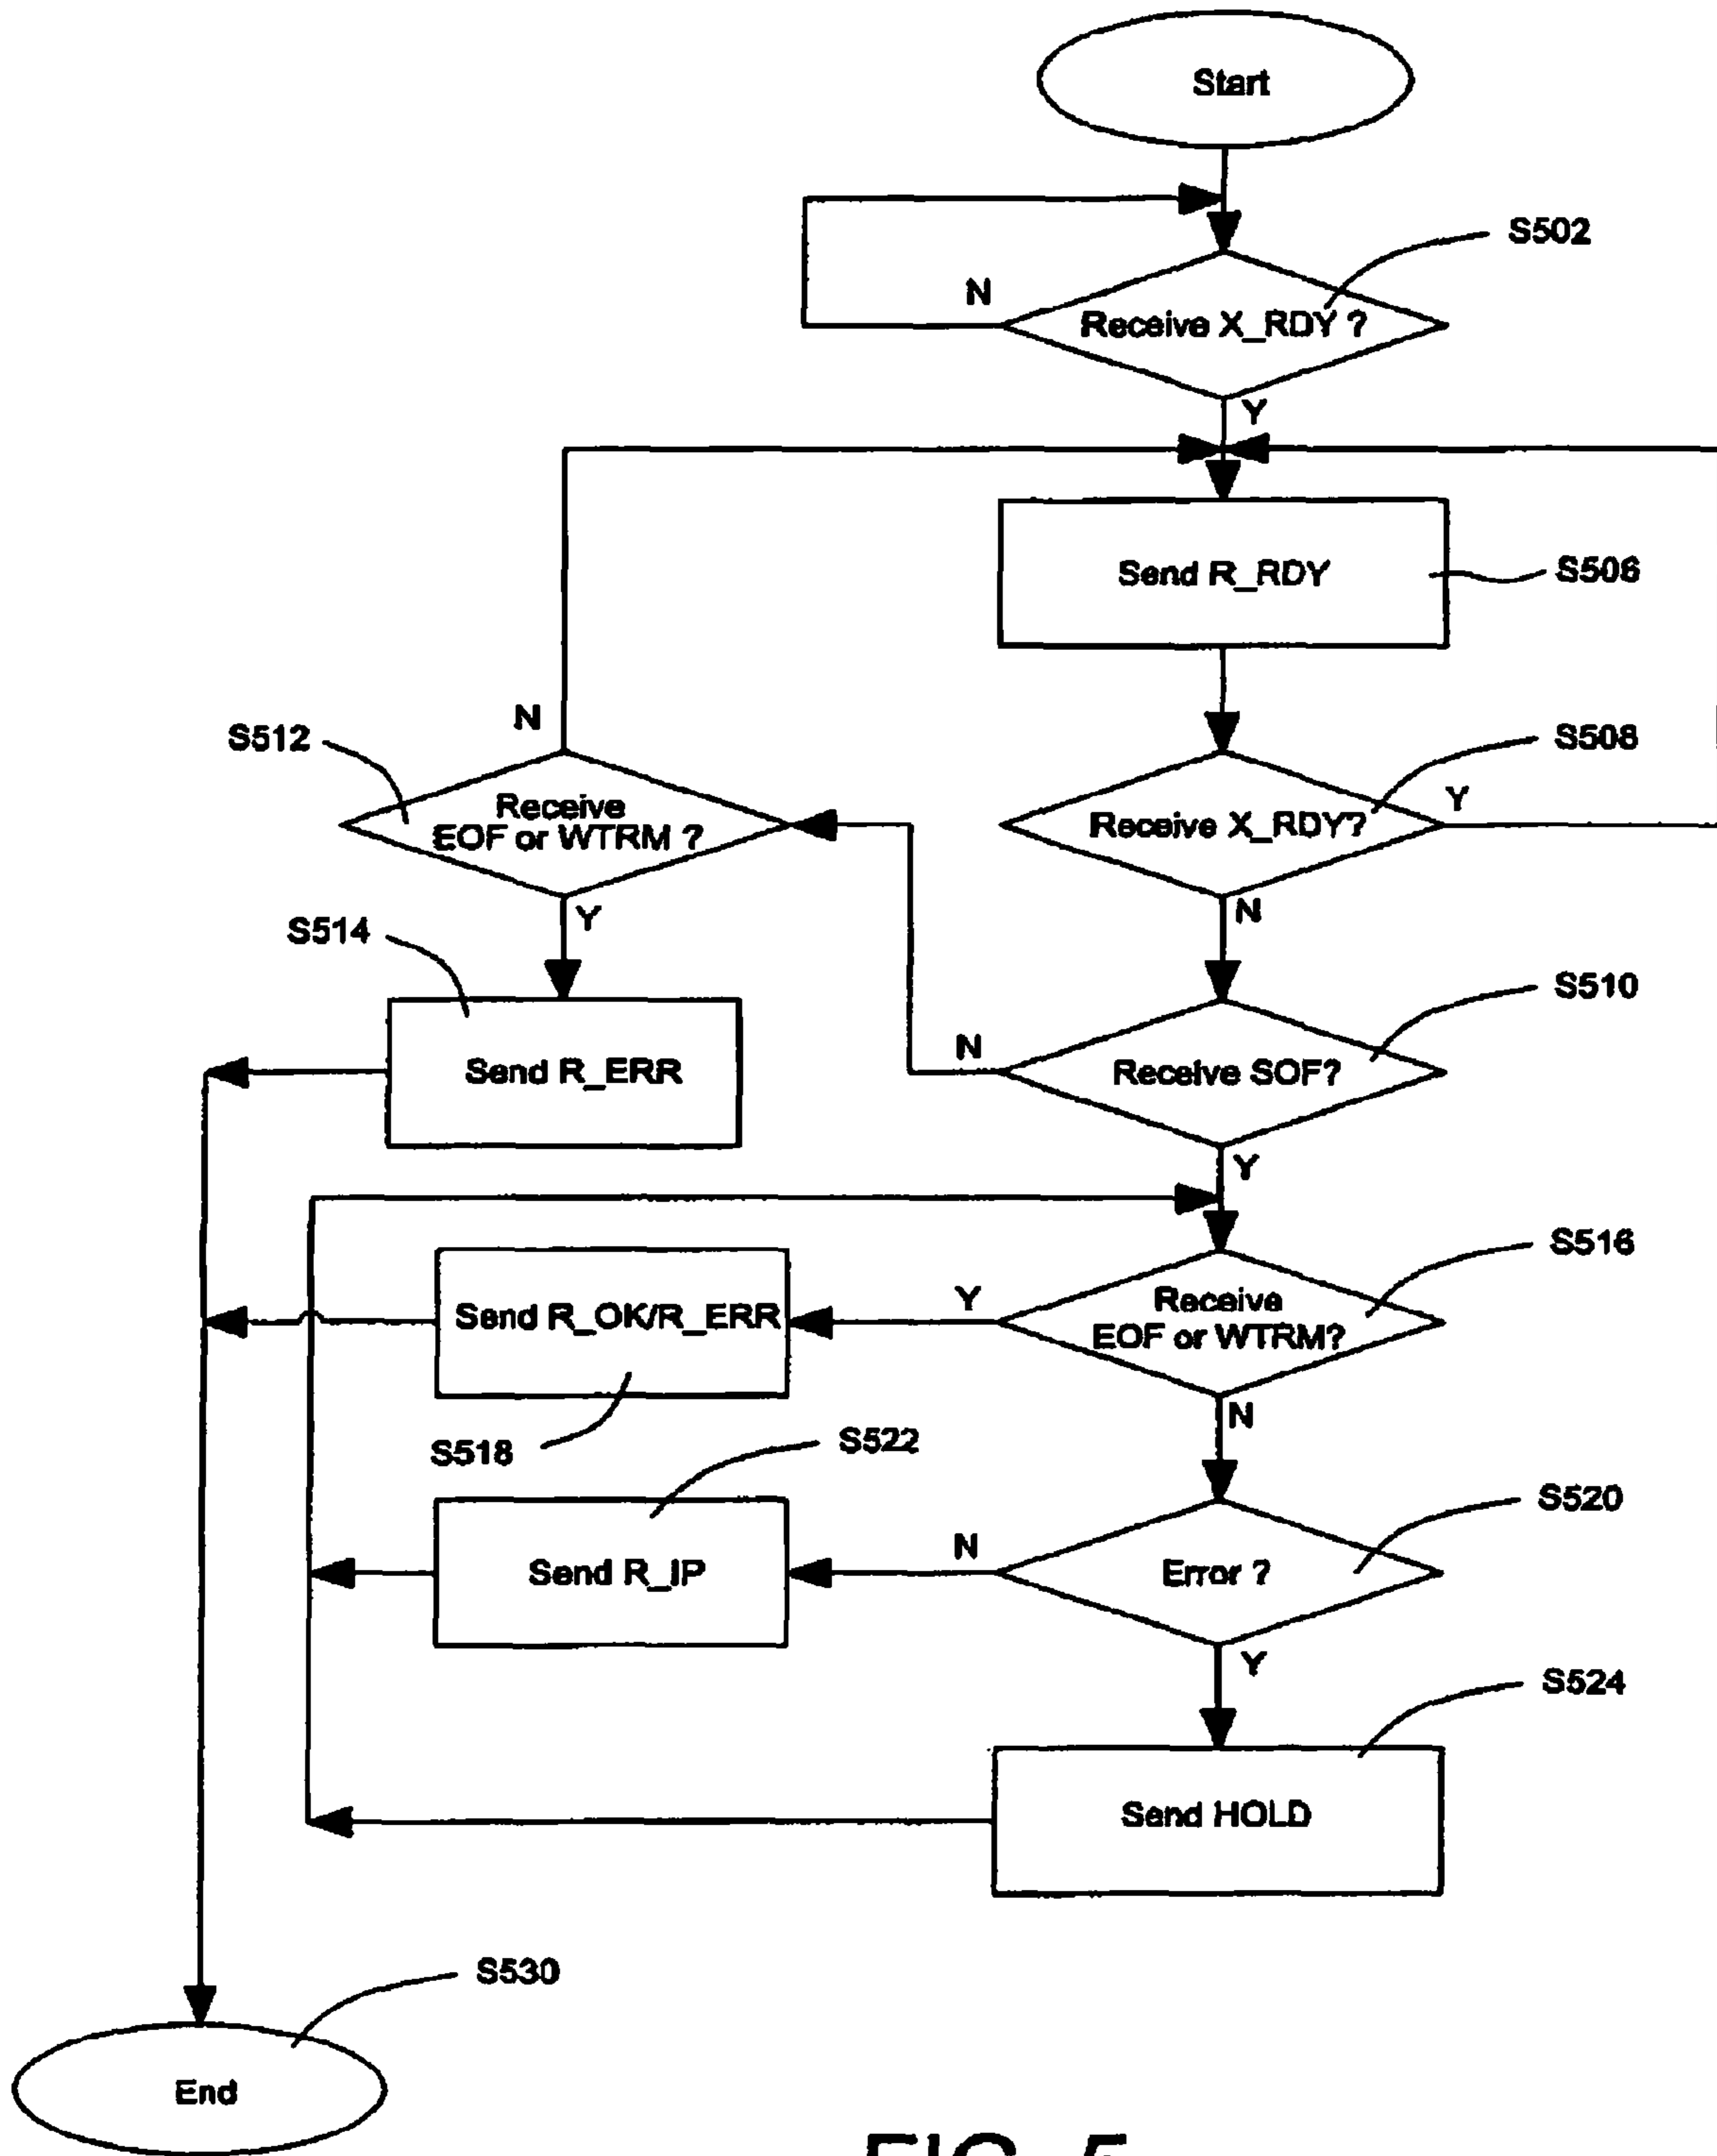 Start
S502
N
Receive X_RDY ?
Y
Send R_RDY
S506
N
S512
S508
Receive
EOF or WTRM ?
Receive X_RDY?
Y
Y
N
S514
S510
Send R_ERR
N
Receive SOF?
Y
S516
Send R_OK/R_ERR
Y
Receive
EOF or WTRM?
N
S518
S522
S520
Send R_IP
N
Error ?
Y
S524
Send HOLD
S530
End
FIG. 5